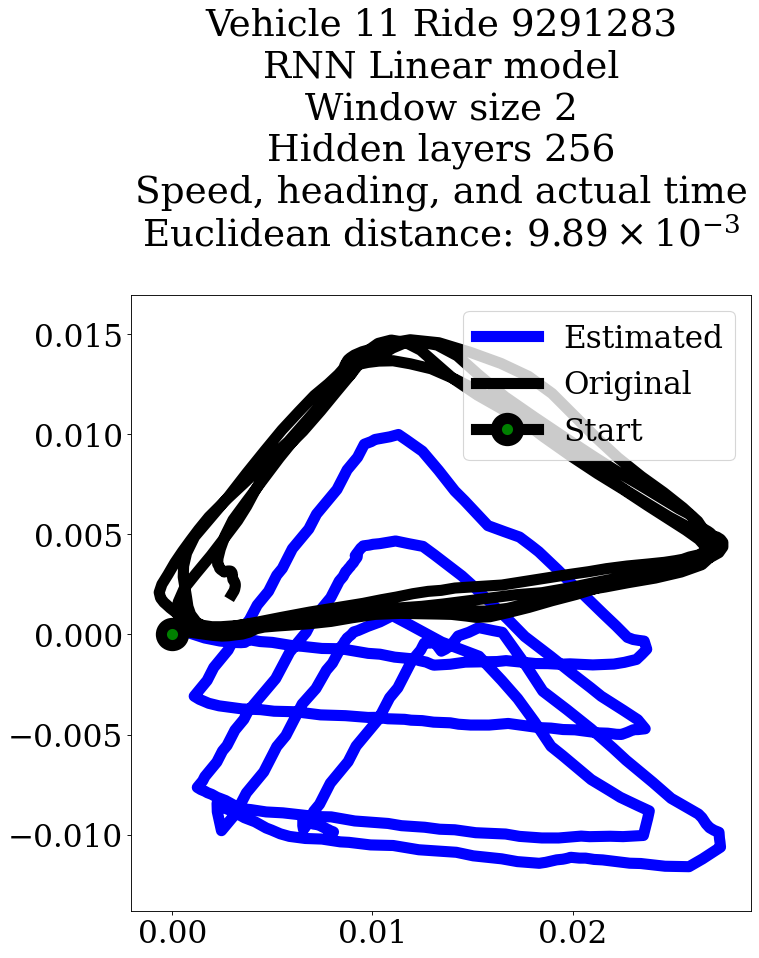 Vehicle 11 Ride 9291283
RNN Linear model
Window size 2
Hidden layers 256
Speed, heading, and actual time
Euclidean distance: 9.89 × 10⁻³
Estimated
Original
Start
0.015
0.010
0.005
0.000
−0.005
−0.010
0.00 0.01 0.02